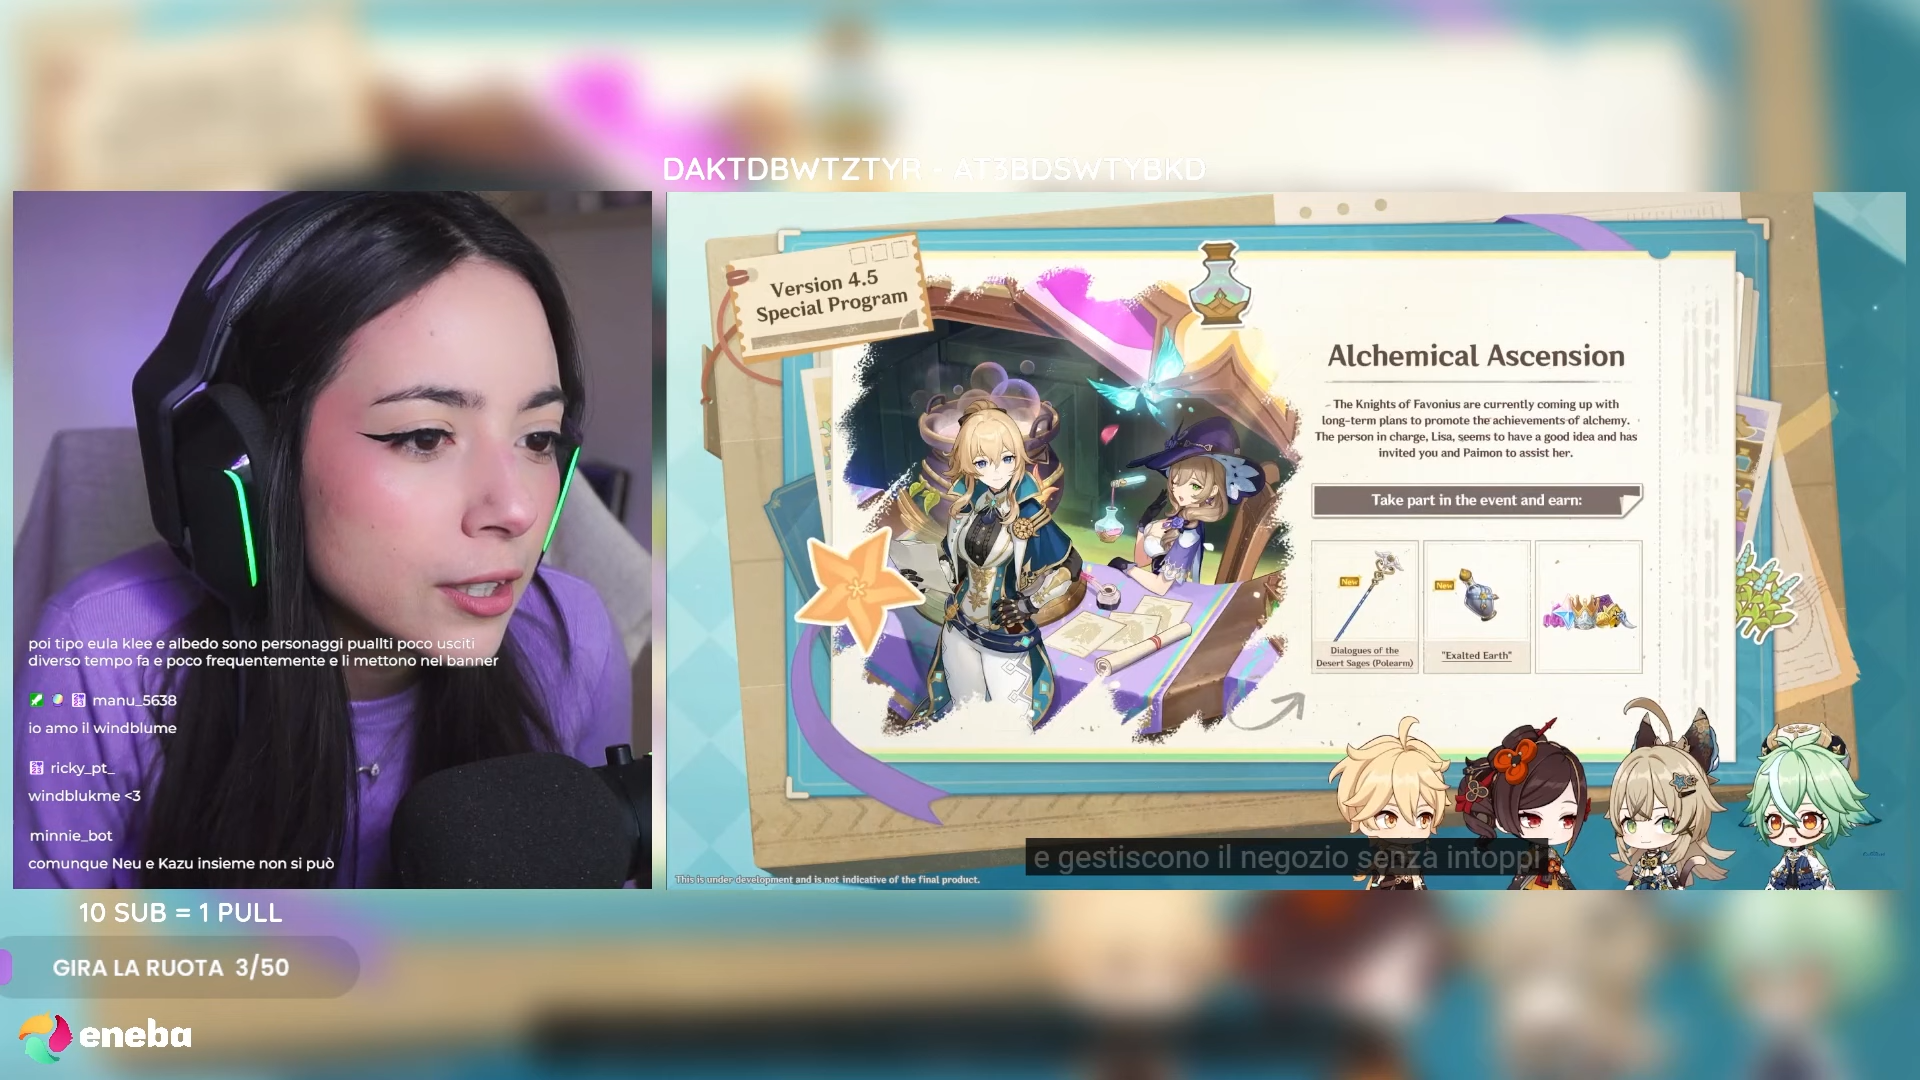 DAKTDBWTZTYR - AT3BDSWTYBKD
Version 4.5
Special Program
Alchemical Ascension
The Knights of Favonius are currently coming up with
long-term plans to promote the achievements of alchemy.
The person in charge, Lisa, seems to have a good idea and has
invited you and Paimon to assist her.
Take part in the event and earn:
New
New
Dialogues of the
Desert Sages (Polearm)
"Exalted Earth"
e gestiscono il negozio senza intoppi
This is under development and is not indicative of the final product.
poi tipo eula klee e albedo sono personaggi puallti poco usciti
diverso tempo fa e poco frequentemente e li mettono nel banner
manu_5638
io amo il windblume
ricky_pt_
windblukme <3
minnie_bot
comunque Neu e Kazu insieme non si può
10 SUB = 1 PULL
GIRA LA RUOTA 3/50
eneba